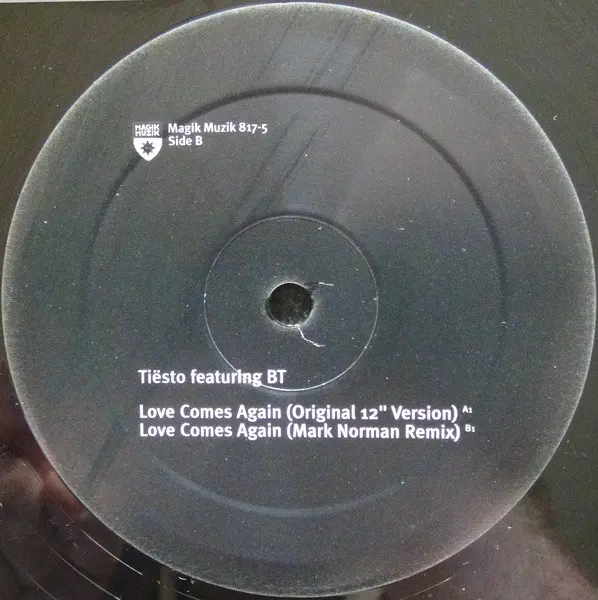 MAGIK
MUZIK
Magik Muzik 817-5
Side B
Tiësto featuring BT
Love Comes Again (Original 12" Version) A1
Love Comes Again (Mark Norman Remix) B1